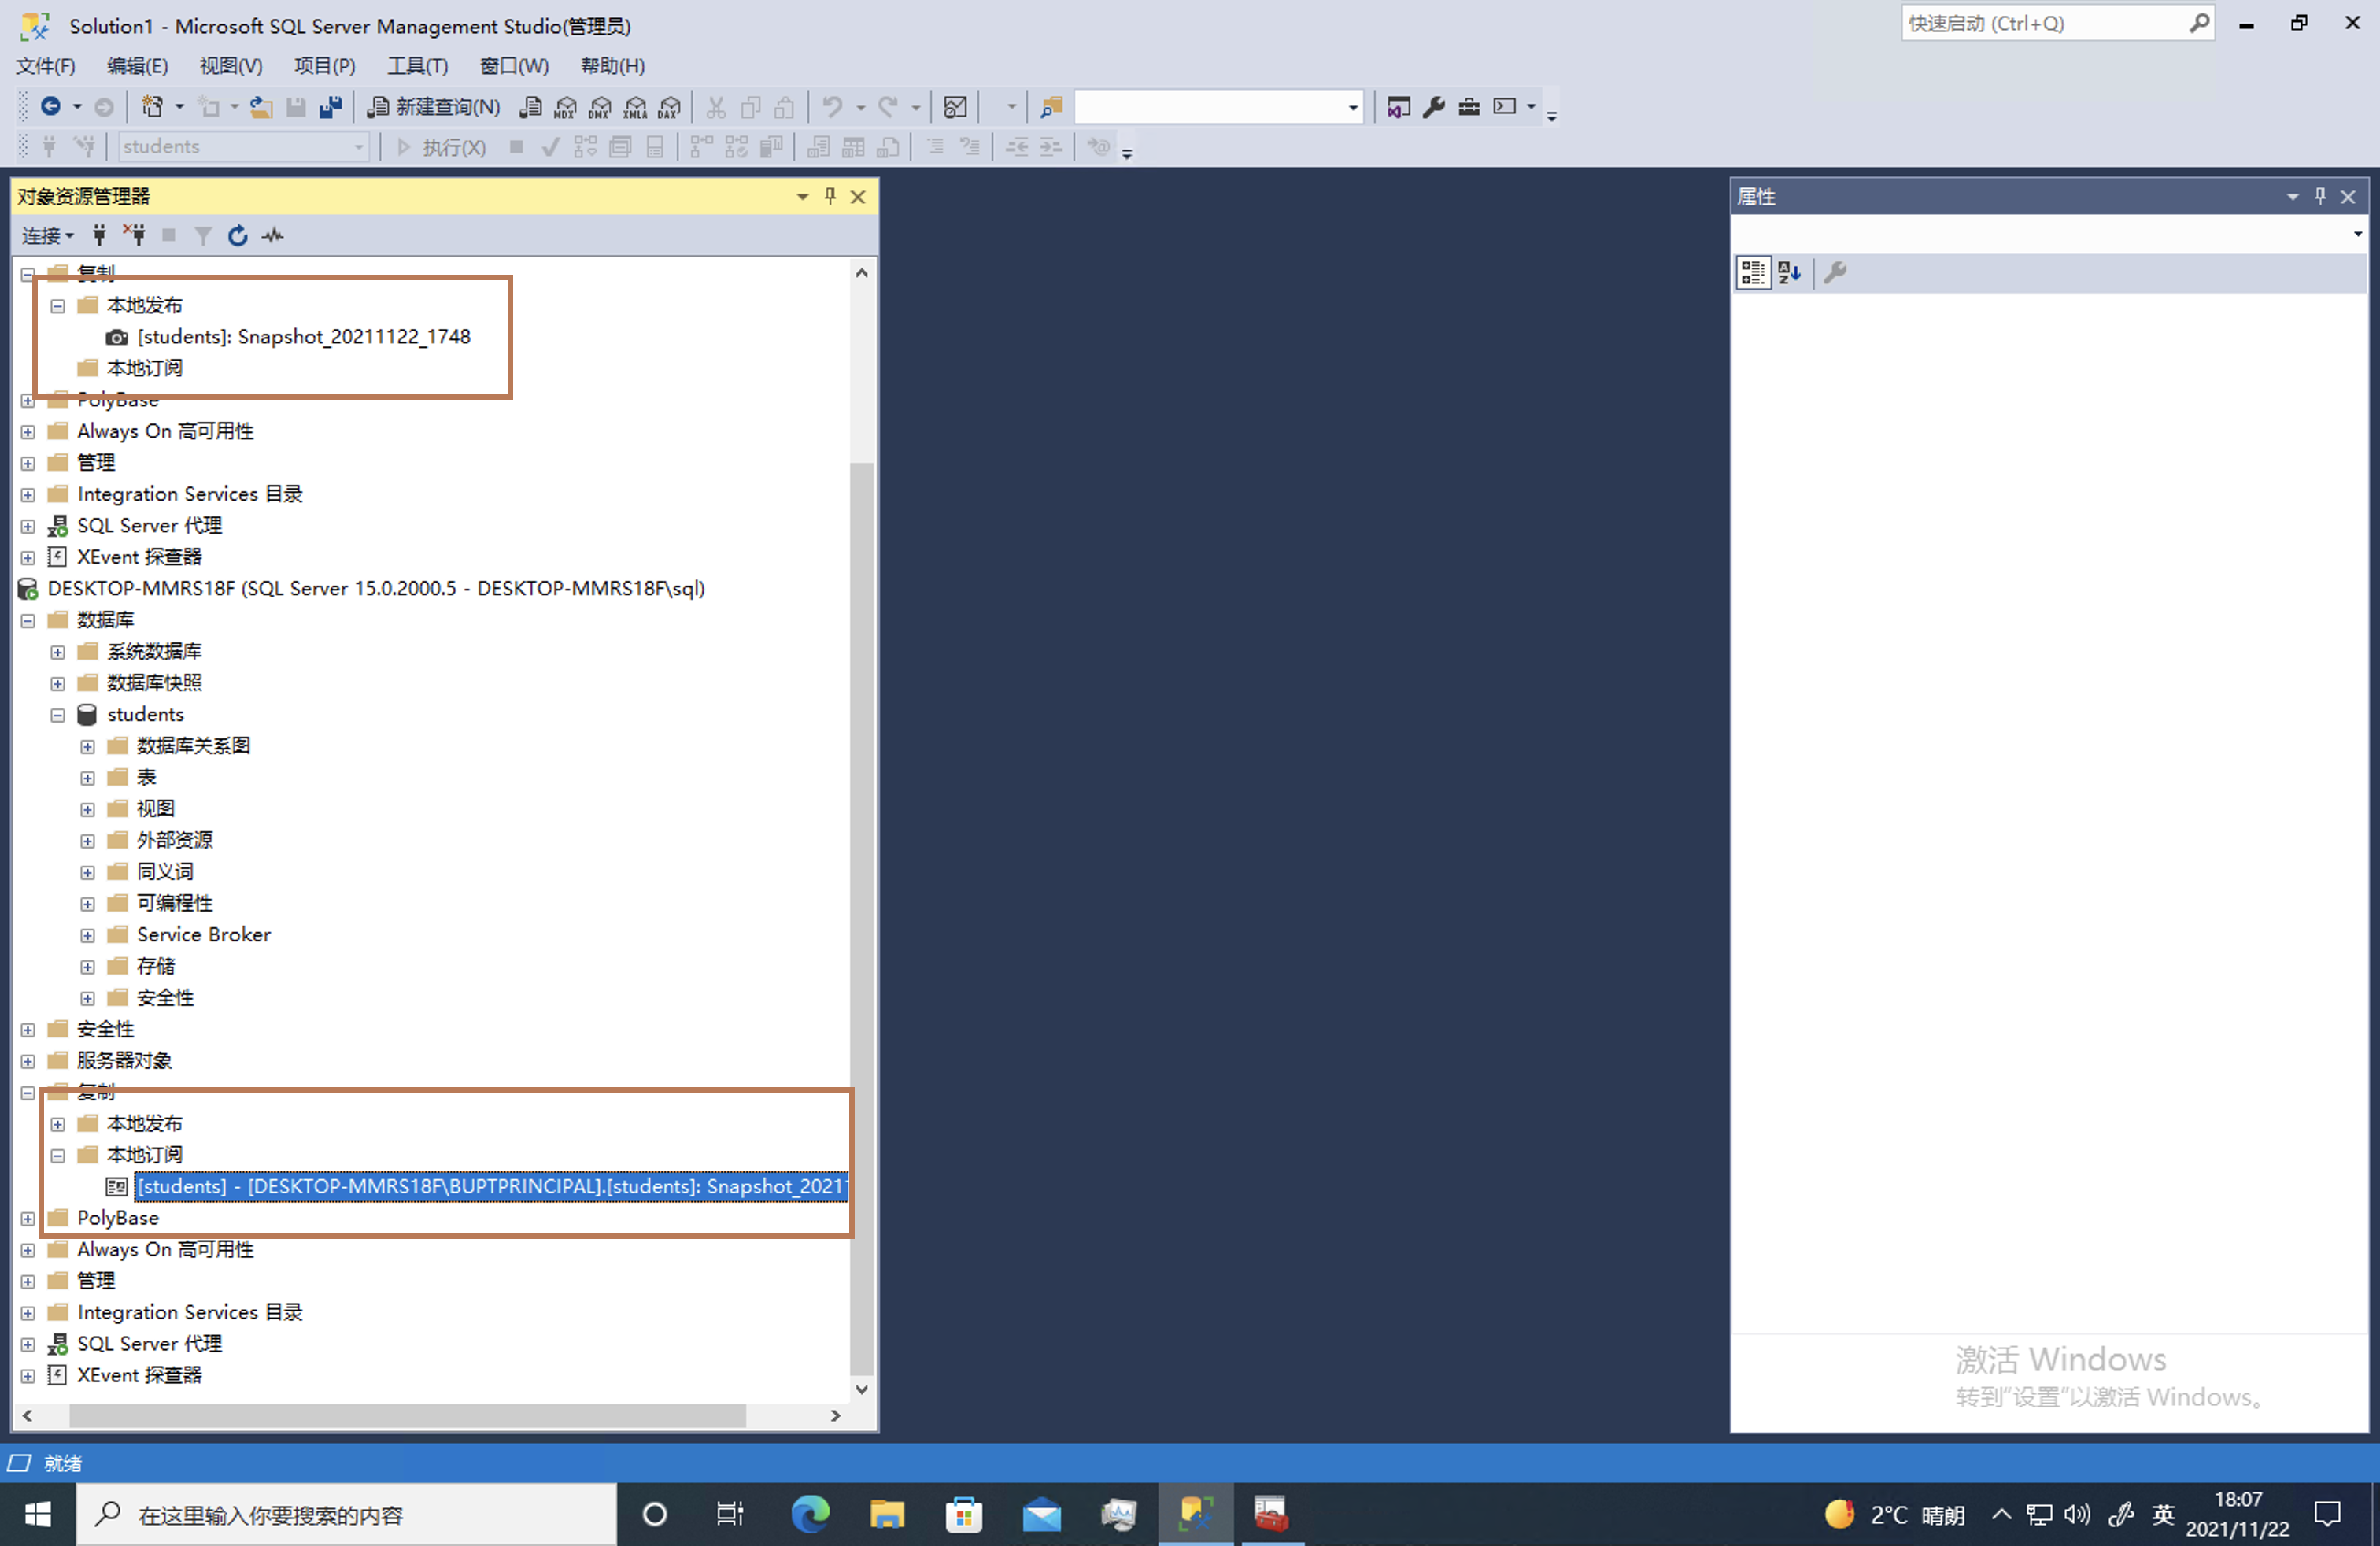 Solution1 - Microsoft SQL Server Management Studio(管理员)
快速启动 (Ctrl+Q)
文件(F) 编辑(E) 视图(V) 项目(P) 工具(T) 窗口(W) 帮助(H)
新建查询(N) MDX DMX XMLA DAX
students 执行(X)
对象资源管理器
连接
复制
本地发布
[students]: Snapshot_20211122_1748
本地订阅
PolyBase
Always On 高可用性
管理
Integration Services 目录
SQL Server 代理
XEvent 探查器
DESKTOP-MMRS18F (SQL Server 15.0.2000.5 - DESKTOP-MMRS18F\sql)
数据库
系统数据库
数据库快照
students
数据库关系图
表
视图
外部资源
同义词
可编程性
Service Broker
存储
安全性
安全性
服务器对象
复制
本地发布
本地订阅
[students] - [DESKTOP-MMRS18F\BUPTPRINCIPAL].[students]: Snapshot_20211
PolyBase
Always On 高可用性
管理
Integration Services 目录
SQL Server 代理
XEvent 探查器
属性
激活 Windows
转到“设置”以激活 Windows。
就绪
在这里输入你要搜索的内容
2°C 晴朗
英
18:07
2021/11/22